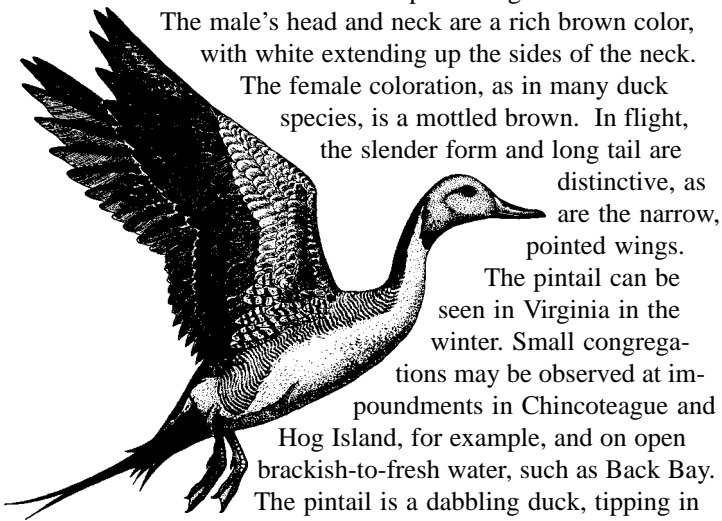 The male’s head and neck are a rich brown color,
with white extending up the sides of the neck.
The female coloration, as in many duck
species, is a mottled brown.  In flight,
the slender form and long tail are
distinctive, as
are the narrow,
pointed wings.
The pintail can be
seen in Virginia in the
winter. Small congrega-
tions may be observed at im-
poundments in Chincoteague and
Hog Island, for example, and on open
brackish-to-fresh water, such as Back Bay.
The pintail is a dabbling duck, tipping in